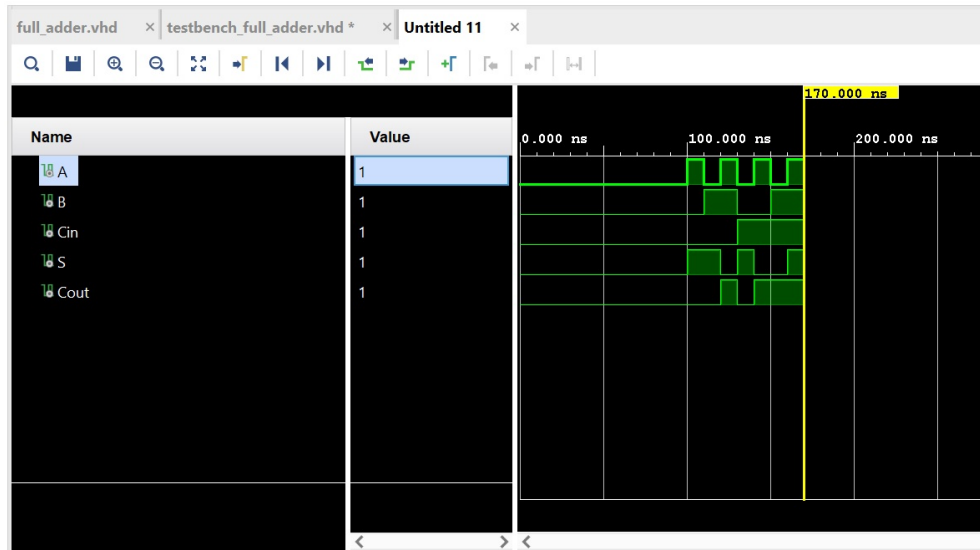 full_adder.vhd × testbench_full_adder.vhd * × Untitled 11 ×
170.000 ns
Name Value 0.000 ns 100.000 ns 200.000 ns
A 1
B 1
Cin 1
S 1
Cout 1